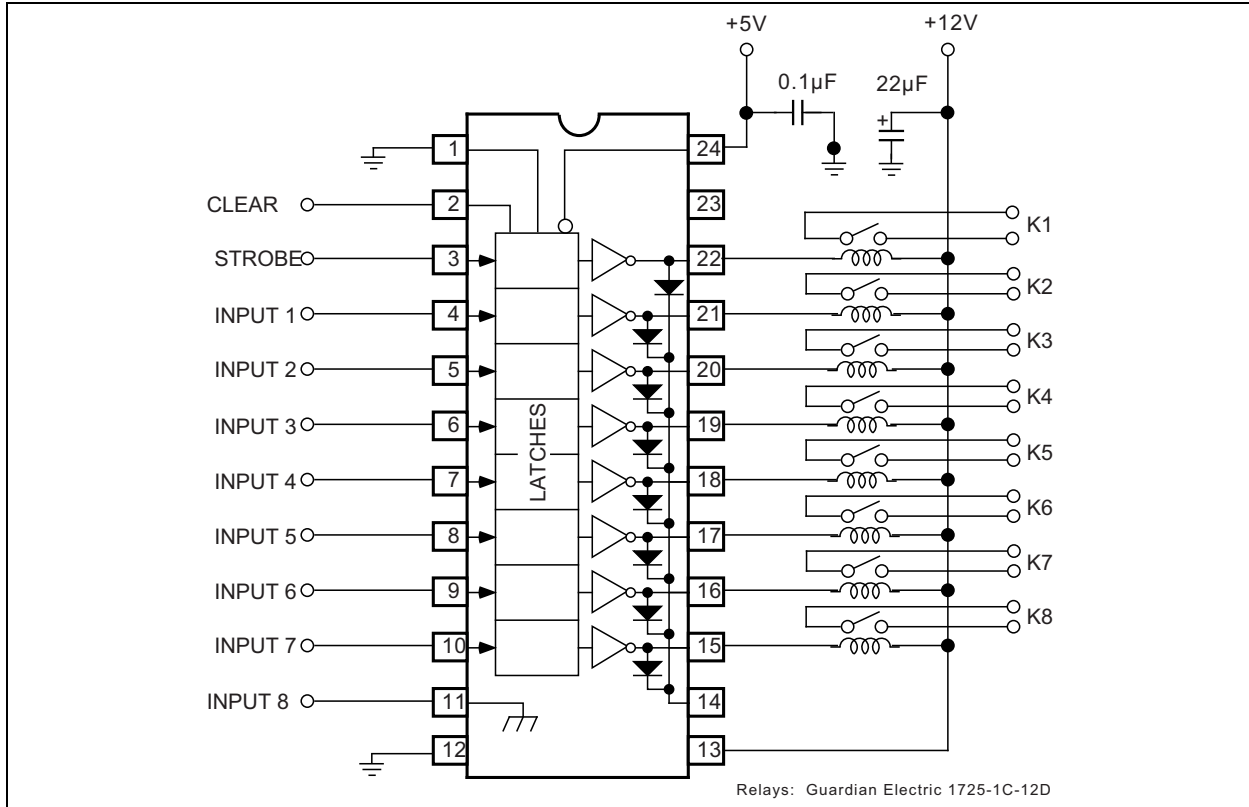 +5V
+12V
0.1µF
22µF
+
1
24
CLEAR
2
23
K1
STROBE
3
22
K2
INPUT 1
4
21
K3
INPUT 2
5
20
K4
INPUT 3
6
19
LATCHES
K5
INPUT 4
7
18
K6
INPUT 5
8
17
K7
INPUT 6
9
16
K8
INPUT 7
10
15
INPUT 8
11
14
12
13
Relays: Guardian Electric 1725-1C-12D